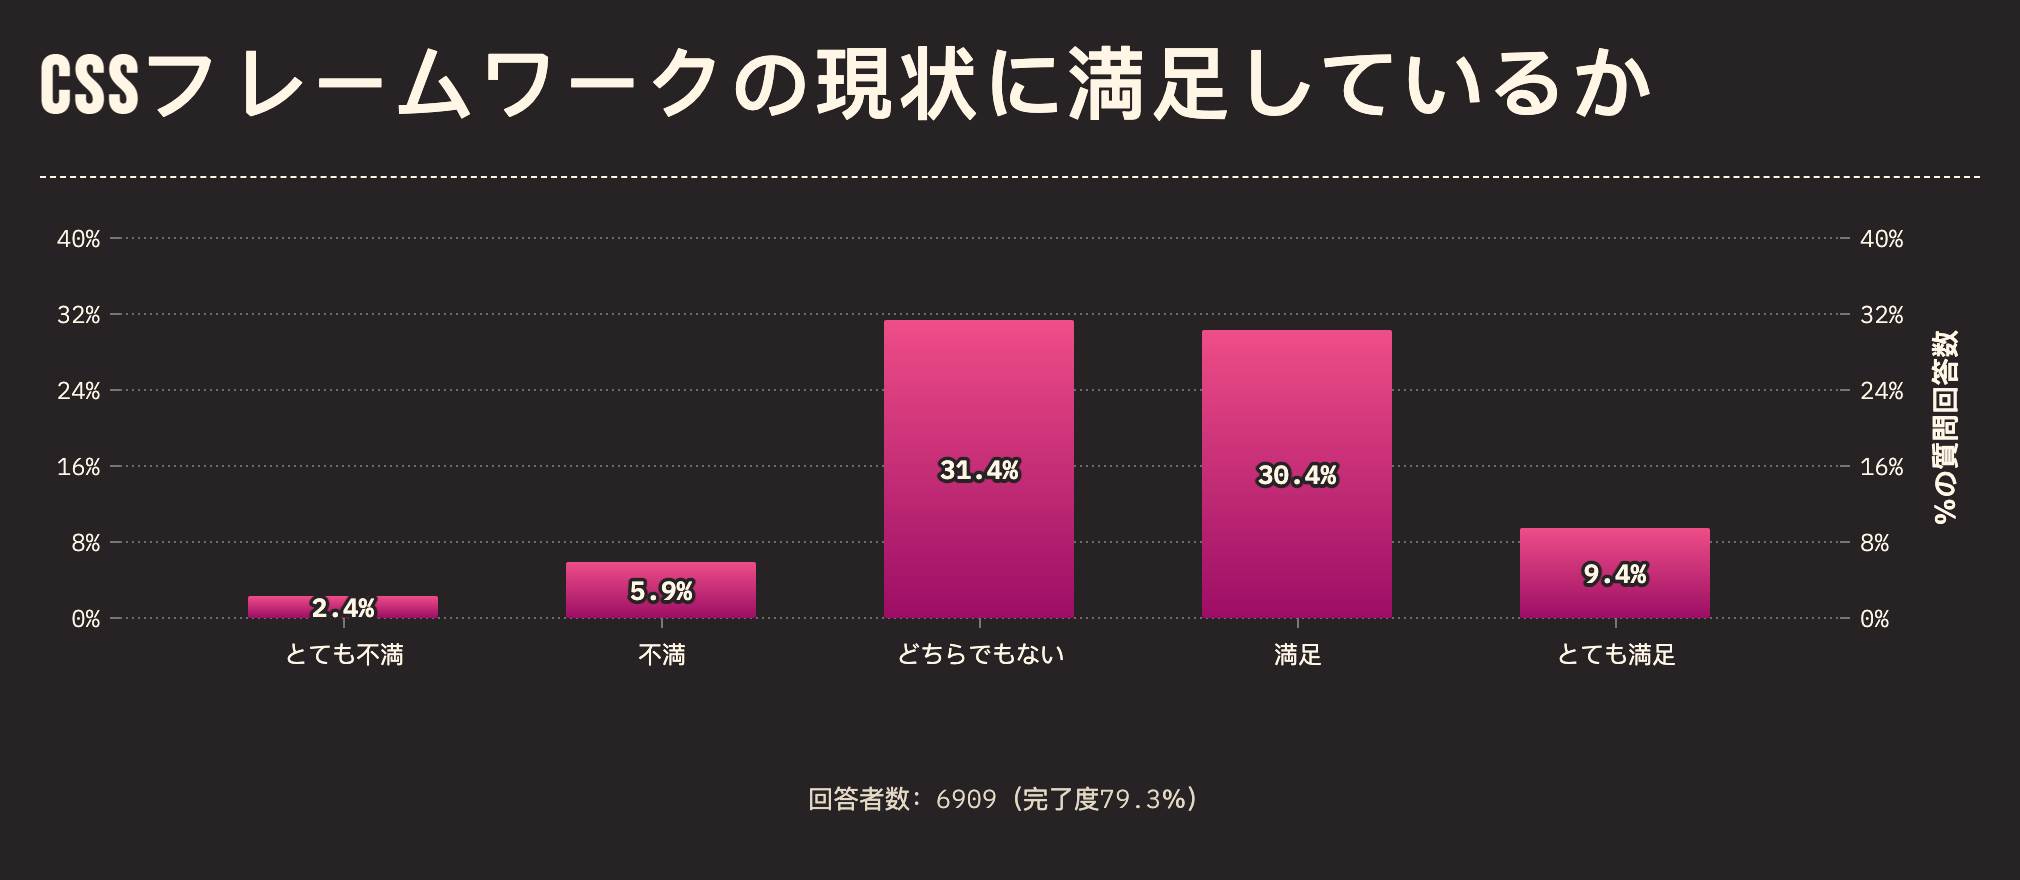 CSSフレームワークの現状に満足しているか
40% 40%
32% 32%
24% 24%
16% 16%
8% 8%
0% 0%
%の質問回答数
2.4% 5.9% 31.4% 30.4% 9.4%
とても不満 不満 どちらでもない 満足 とても満足
回答者数: 6909 (完了度79.3%)